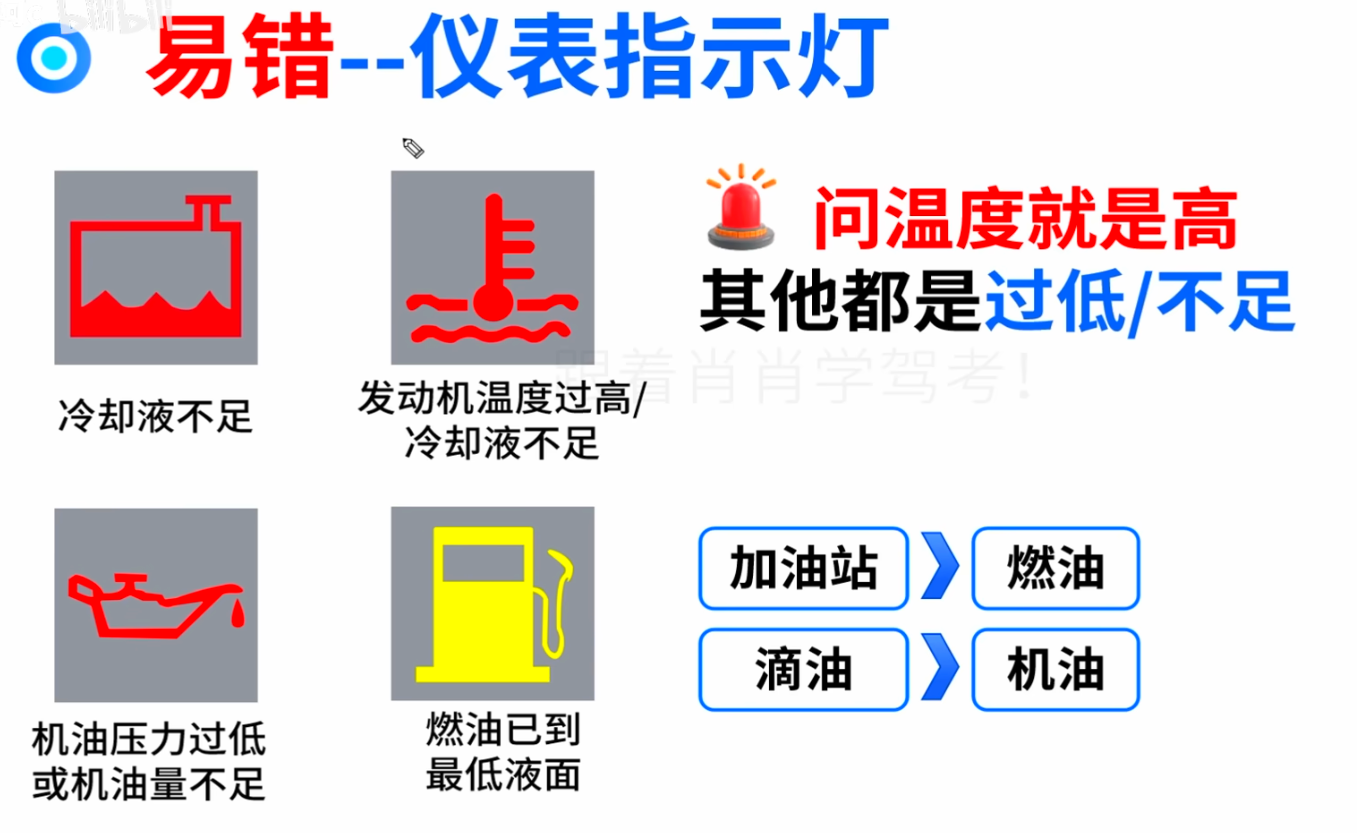 易错--仪表指示灯
冷却液不足
发动机温度过高/
冷却液不足
问温度就是高
其他都是过低/不足
跟着肖肖学驾考！
机油压力过低
或机油量不足
燃油已到
最低液面
加油站
燃油
滴油
机油